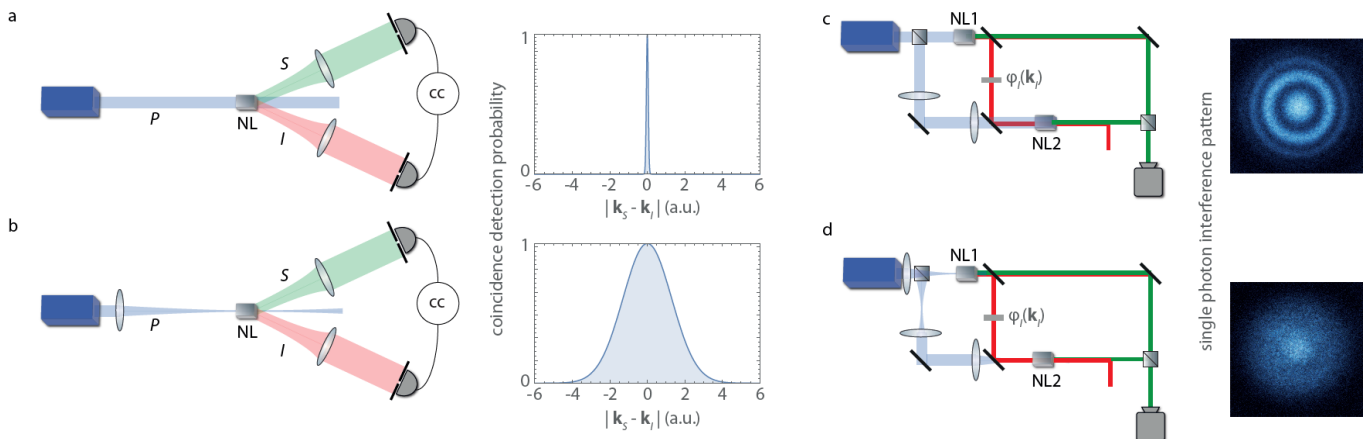 a
P
NL
S
I
cc
coincidence detection probability
1
0
-6
-4
-2
0
2
4
6
| k_S - k_I | (a.u.)
b
P
NL
S
I
cc
1
0
-6
-4
-2
0
2
4
6
| k_S - k_I | (a.u.)
c
NL1
φ_I(k_I)
NL2
single photon interference pattern
d
NL1
φ_I(k_I)
NL2